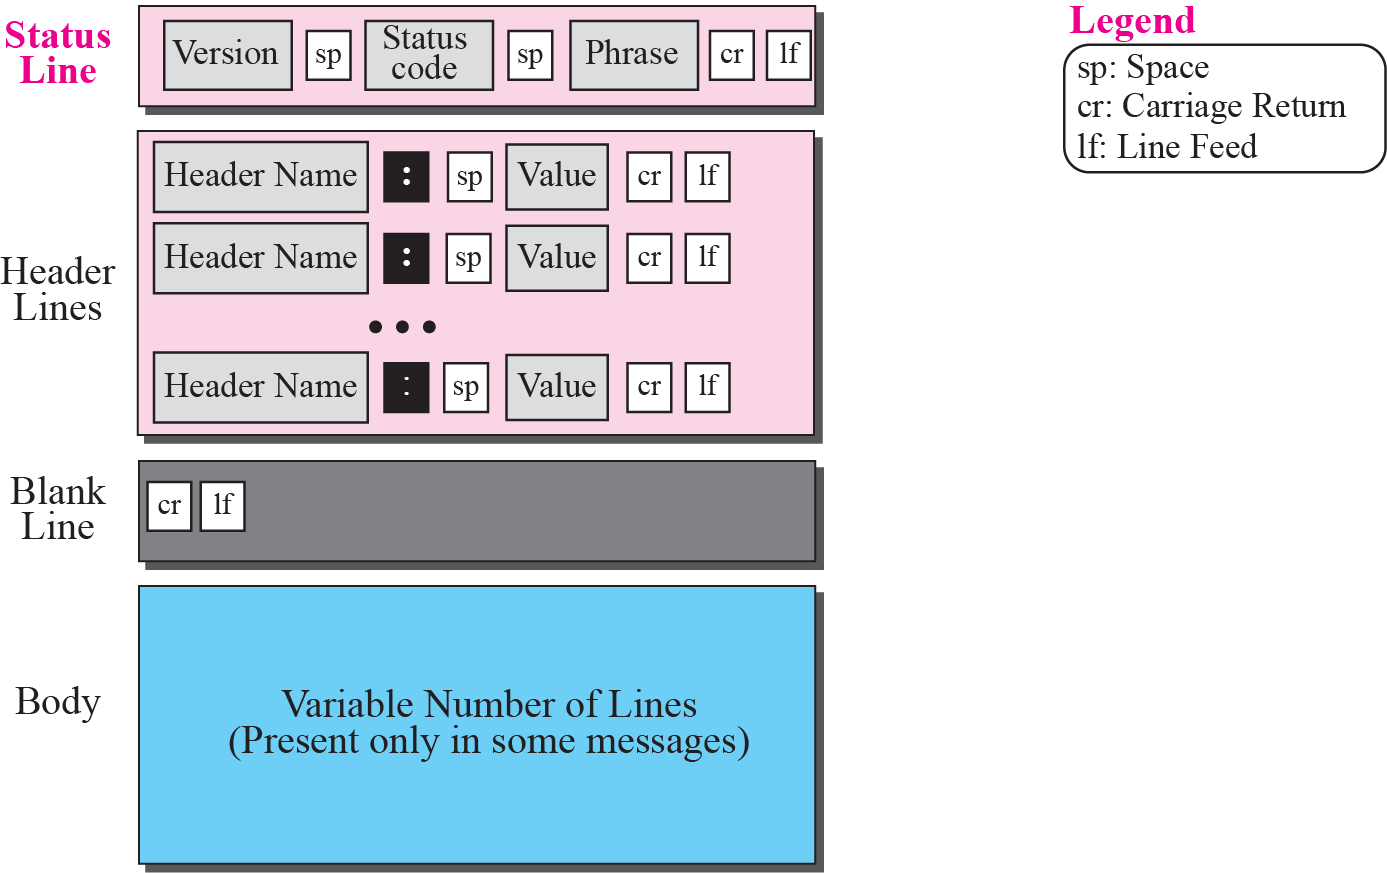 Status
Line
Version sp Status code sp Phrase cr lf
Legend
sp: Space
cr: Carriage Return
lf: Line Feed
Header
Lines
Header Name : sp Value cr lf
Header Name : sp Value cr lf
•••
Header Name : sp Value cr lf
Blank
Line
cr lf
Body
Variable Number of Lines
(Present only in some messages)